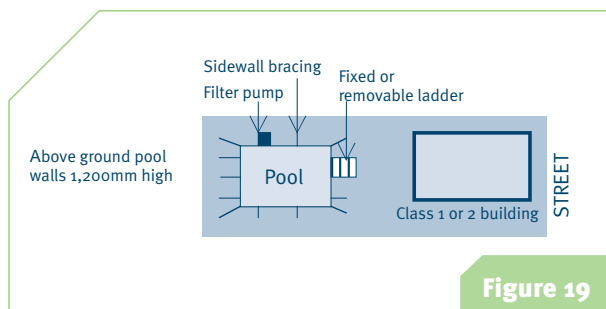 Sidewall bracing
Filter pump
Fixed or
removable ladder
Above ground pool
walls 1,200mm high
Pool
Class 1 or 2 building
STREET
Figure 19